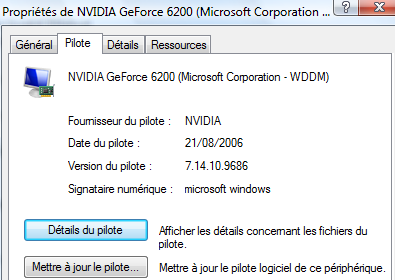 Propriétés de NVIDIA GeForce 6200 (Microsoft Corporation ...
Général Pilote Détails Ressources
NVIDIA GeForce 6200 (Microsoft Corporation - WDDM)
Fournisseur du pilote : NVIDIA
Date du pilote : 21/08/2006
Version du pilote : 7.14.10.9686
Signataire numérique : microsoft windows
Détails du pilote Afficher les détails concernant les fichiers du
pilote.
Mettre à jour le pilote... Mettre à jour le pilote logiciel de ce périphérique.